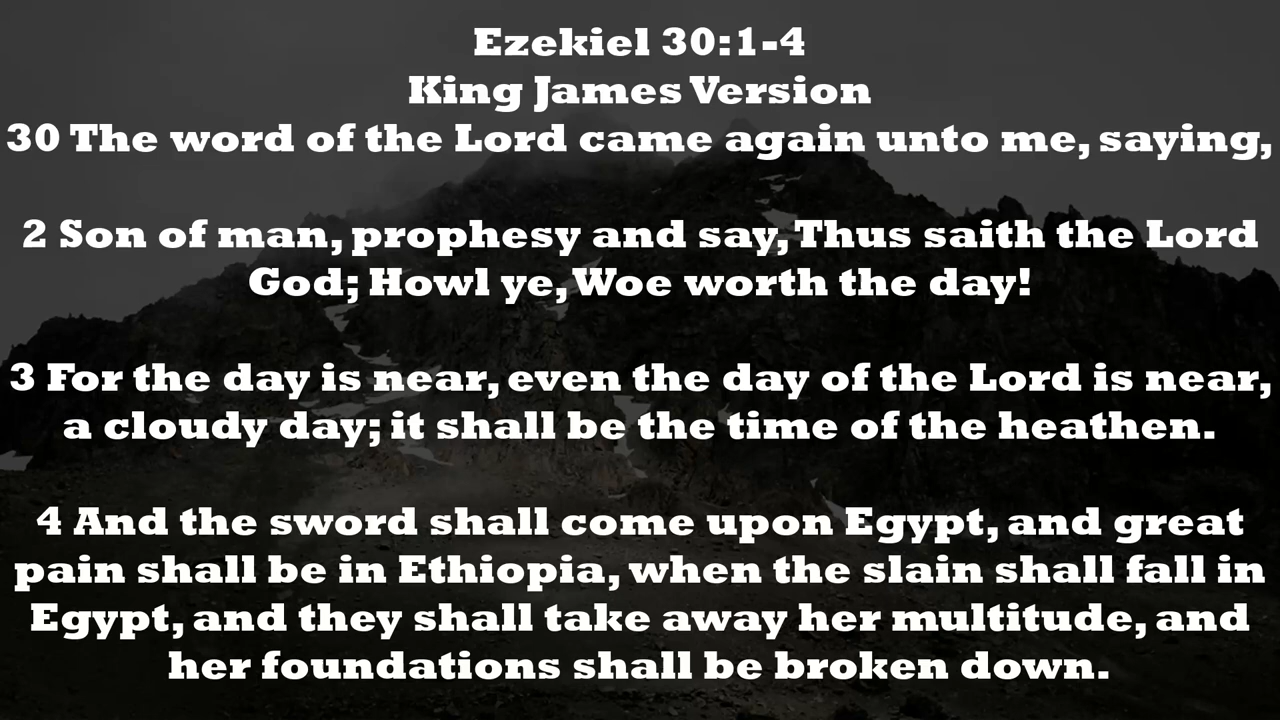 Ezekiel 30:1-4
King James Version
30 The word of the Lord came again unto me, saying,
2 Son of man, prophesy and say, Thus saith the Lord
God; Howl ye, Woe worth the day!
3 For the day is near, even the day of the Lord is near,
a cloudy day; it shall be the time of the heathen.
4 And the sword shall come upon Egypt, and great
pain shall be in Ethiopia, when the slain shall fall in
Egypt, and they shall take away her multitude, and
her foundations shall be broken down.